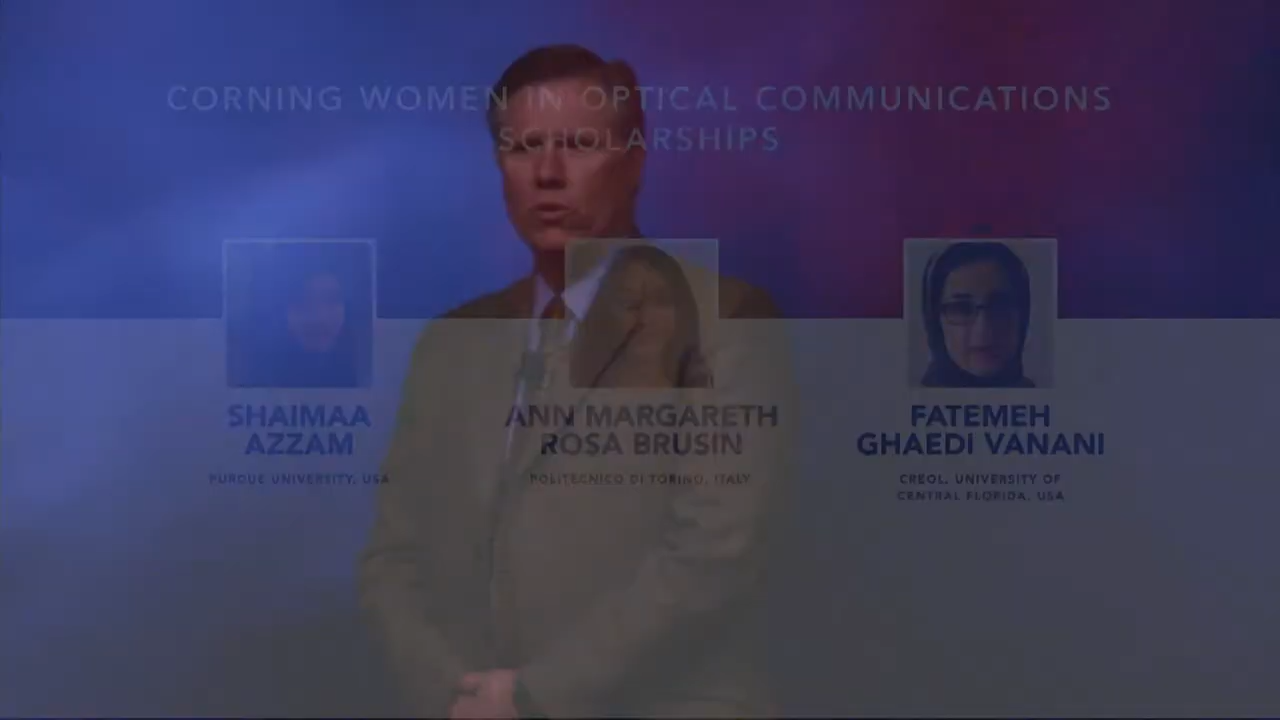 CORNING WOMEN IN OPTICAL COMMUNICATIONS
SCHOLARSHIPS
SHAIMAA
AZZAM
PURDUE UNIVERSITY, USA
ANN MARGARETH
ROSA BRUSIN
POLITECNICO DI TORINO, ITALY
FATEMEH
GHAEDI VANANI
CREOL, UNIVERSITY OF
CENTRAL FLORIDA, USA